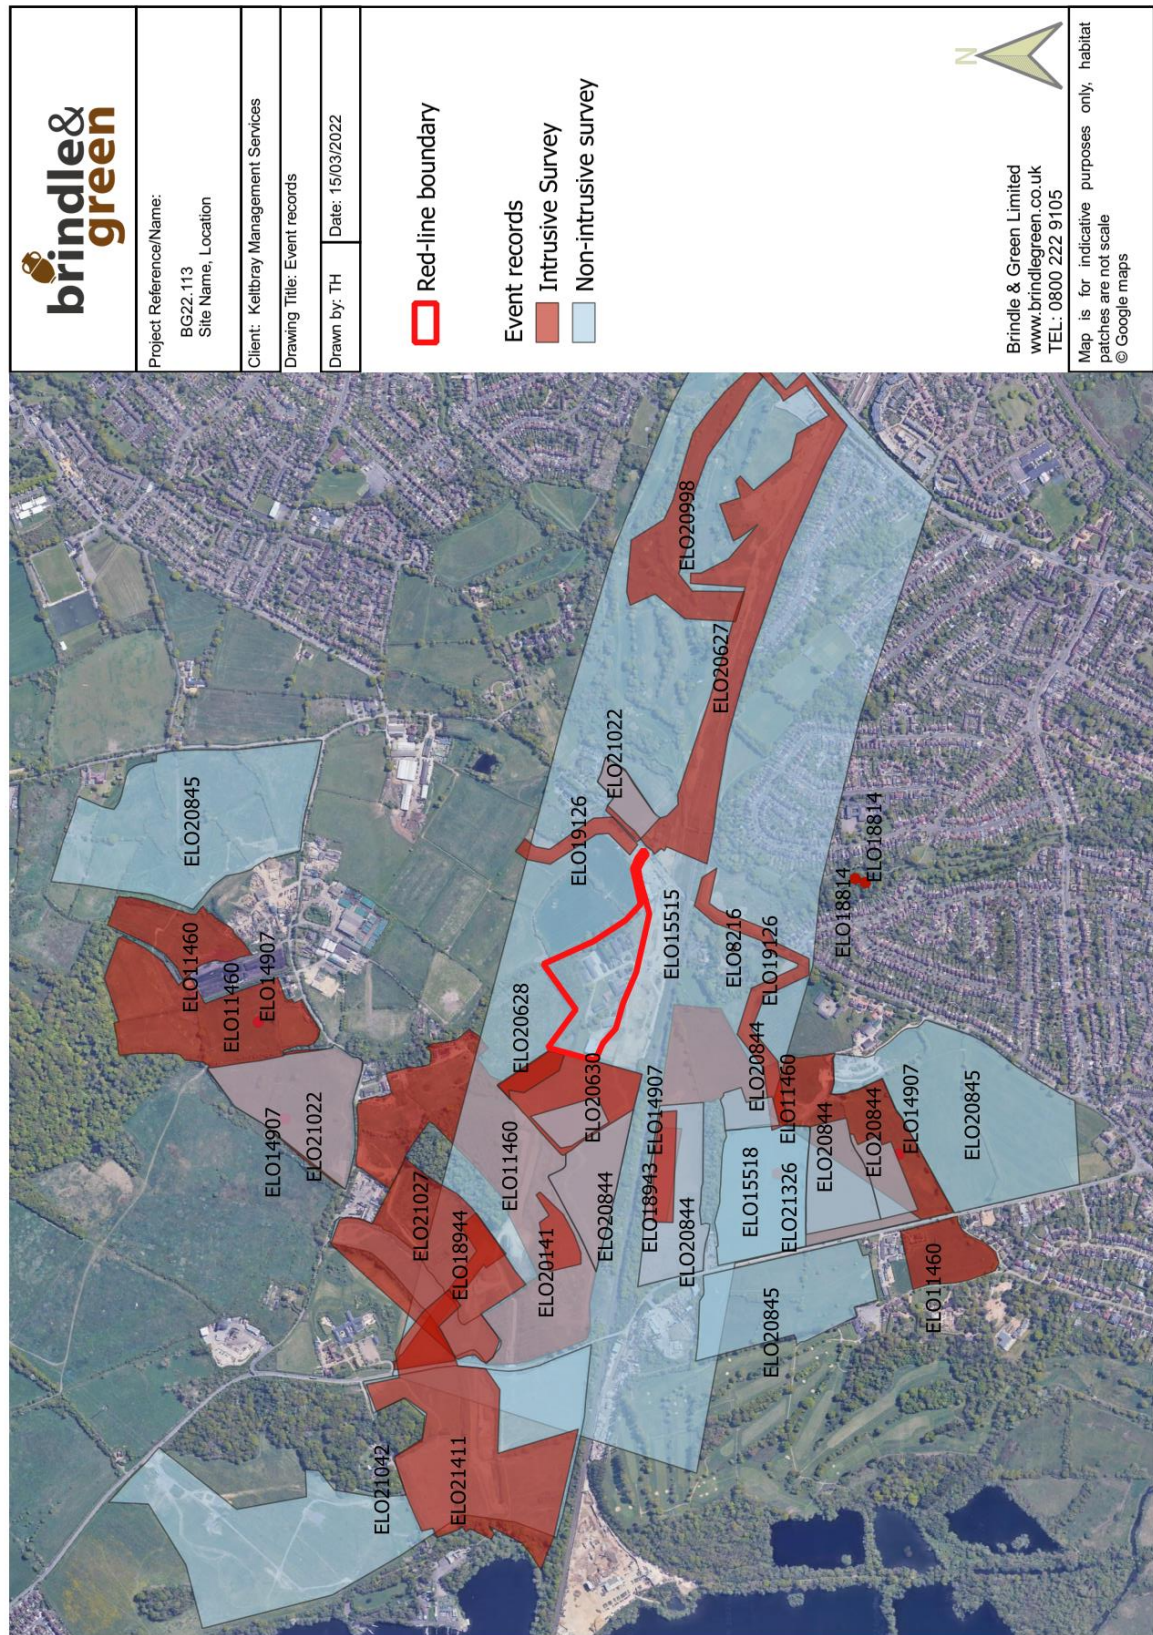 brindle&
green
Project Reference/Name:
BG22.113
Site Name, Location
Client: Keltbray Management Services
Drawing Title: Event records
Drawn by: TH
Date: 15/03/2022
Red-line boundary
Event records
Intrusive Survey
Non-intrusive survey
N
Brindle & Green Limited
www.brindlegreen.co.uk
TEL: 0800 222 9105
Map is for indicative purposes only, habitat
patches are not scale
© Google maps
ELO20845
ELO11460
ELO11460
ELO14907
ELO14907
ELO21022
ELO21027
ELO18944
ELO21042
ELO21411
ELO20628
ELO11460
ELO20141
ELO20630
ELO20844
ELO19126
ELO21022
ELO20998
ELO20627
ELO15515
ELO8216
ELO19126
ELO18814
ELO18814
ELO14907
ELO18943
ELO20844
ELO20844
ELO11460
ELO15518
ELO21326
ELO20844
ELO20844
ELO14907
ELO20845
ELO20845
ELO11460